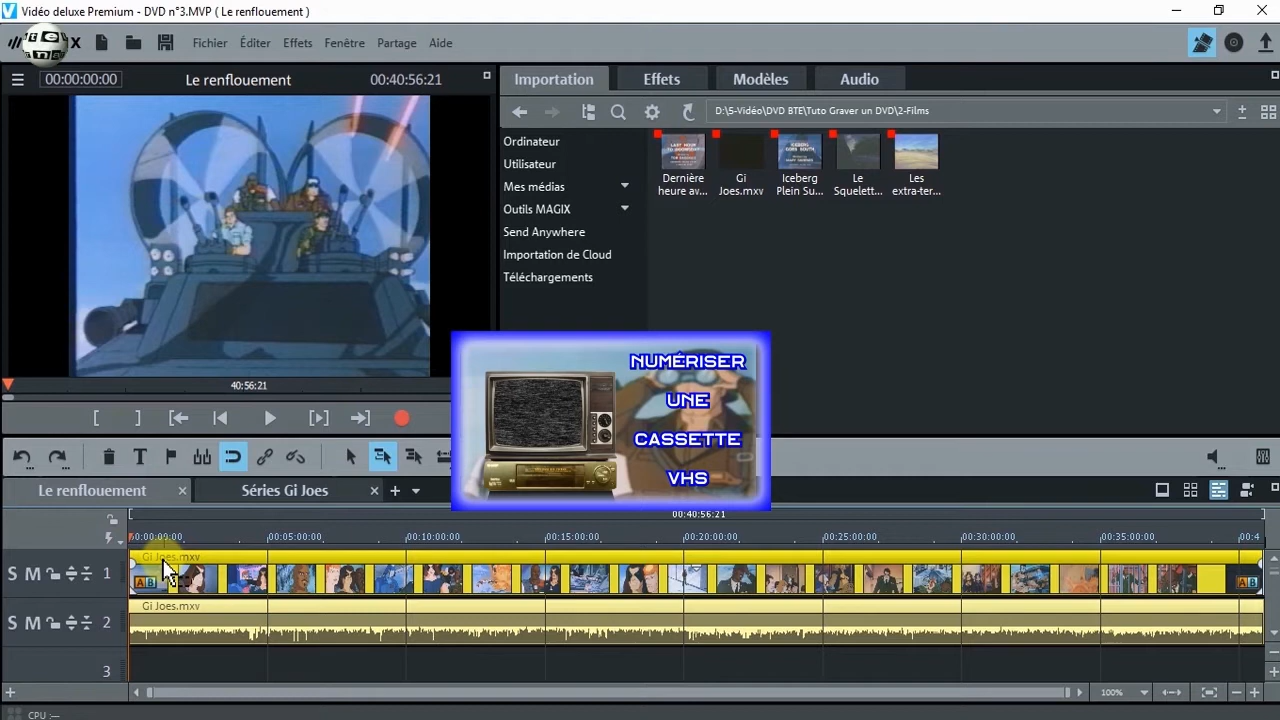 Vidéo deluxe Premium - DVD n°3.MVP ( Le renflouement )
Fichier Éditer Effets Fenêtre Partage Aide
00:00:00:00 Le renflouement 00:40:56:21
Importation Effets Modèles Audio
D:\5-Vidéo\DVD BTE\Tuto Graver un DVD\2-Films
Ordinateur
Utilisateur
Mes médias
Outils MAGIX
Send Anywhere
Importation de Cloud
Téléchargements
Dernière heure av...
Gi Joes.mxv
Iceberg Plein Su...
Le Squelett...
Les extra-ter...
40:56:21
NUMÉRISER
UNE
CASSETTE
VHS
Le renflouement Séries Gi Joes
00:40:56:21
00:05:00:00 00:10:00:00 00:15:00:00 00:20:00:00 00:25:00:00 00:30:00:00 00:35:00:00 00:4
Gi Joes.mxv
S M 1
Gi Joes.mxv
S M 2
3
100%
CPU :---